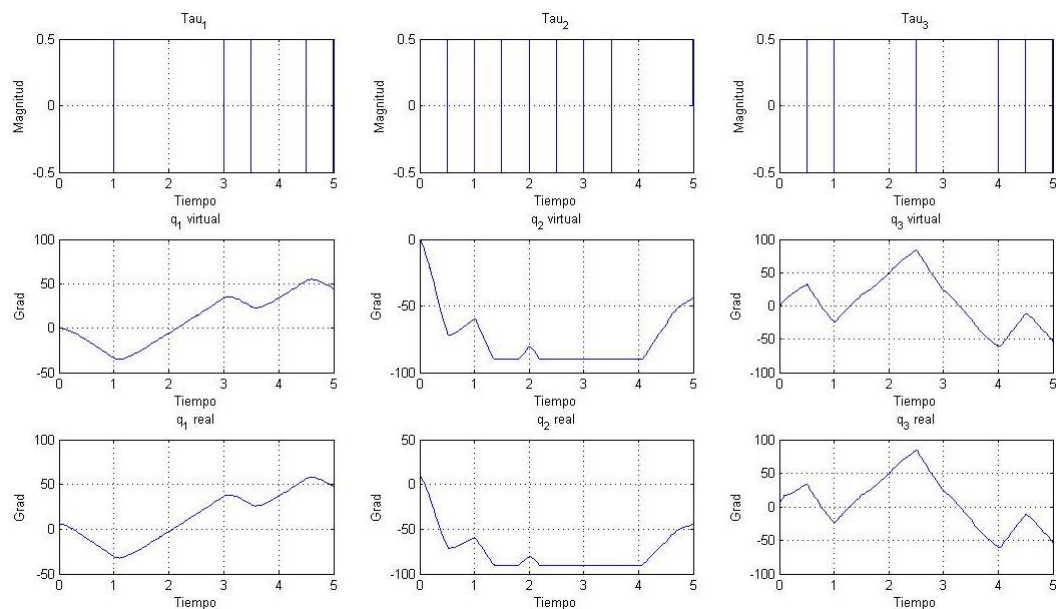 Tau1
Tau2
Tau3
0.5
0
-0.5
Magnitud
0 1 2 3 4 5
Tiempo
0.5
0
-0.5
Magnitud
0 1 2 3 4 5
Tiempo
0.5
0
-0.5
Magnitud
0 1 2 3 4 5
Tiempo
q1 virtual
q2 virtual
q3 virtual
100
50
0
-50
Grad
0 1 2 3 4 5
Tiempo
0
-50
-100
Grad
0 1 2 3 4 5
Tiempo
100
50
0
-50
-100
Grad
0 1 2 3 4 5
Tiempo
q1 real
q2 real
q3 real
100
50
0
-50
Grad
0 1 2 3 4 5
Tiempo
50
0
-50
-100
Grad
0 1 2 3 4 5
Tiempo
100
50
0
-50
-100
Grad
0 1 2 3 4 5
Tiempo